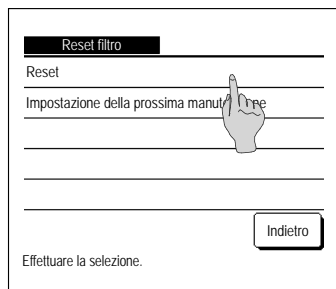 Reset filtro
Reset
Impostazione della prossima
Indietro
Effettuare la selezione.